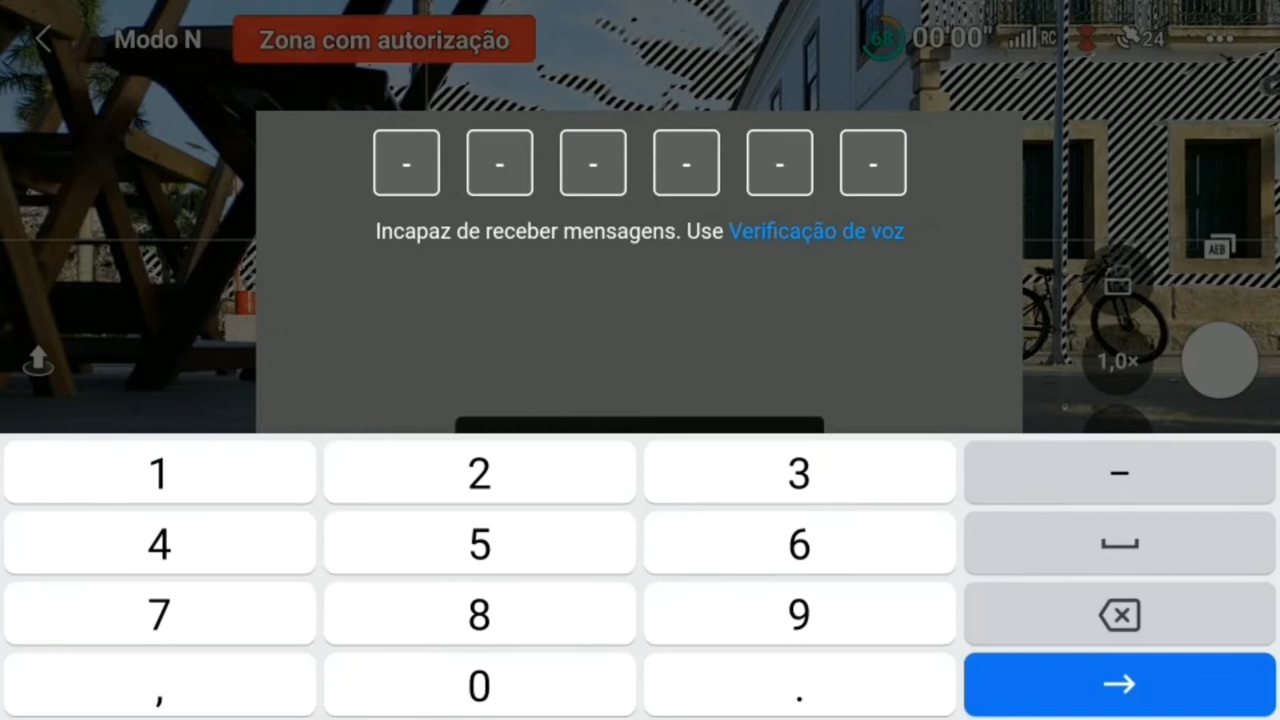 Modo N
Zona com autorização
68
00'00"
RC
24
- - - - - -
Incapaz de receber mensagens. Use Verificação de voz
AEB
1,0×
1 2 3 -
4 5 6
7 8 9
, 0 .